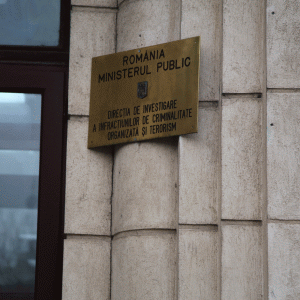 ROMÂNIA
MINISTERUL PUBLIC
DIRECȚIA DE INVESTIGARE
A INFRACȚIUNILOR DE CRIMINALITATE
ORGANIZATĂ ȘI TERORISM